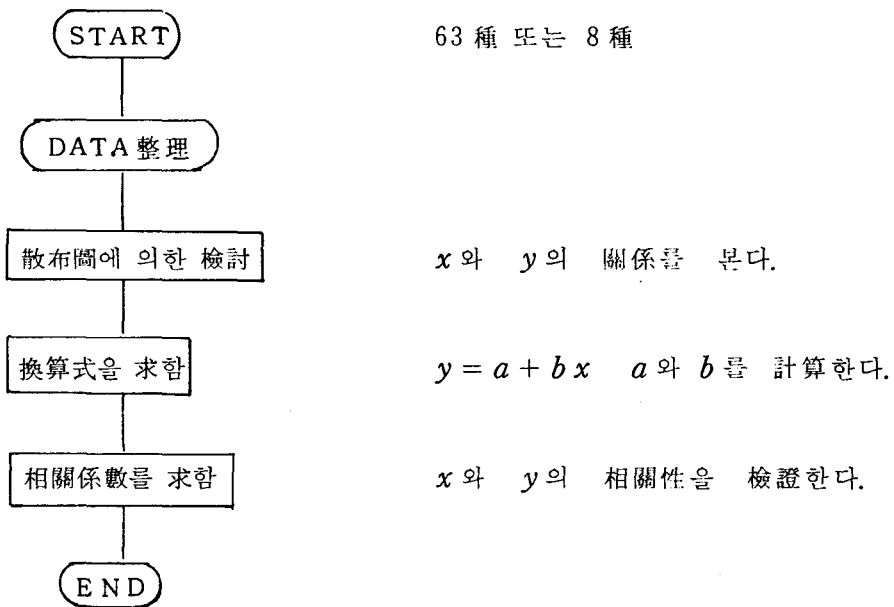 START
63 種 또는 8 種
DATA 整理
散布圖에 의한 檢討
x와 y의 關係를 본다.
換算式을 求함
y = a + b x a와 b를 計算한다.
相關係數를 求함
x와 y의 相關性을 檢證한다.
END